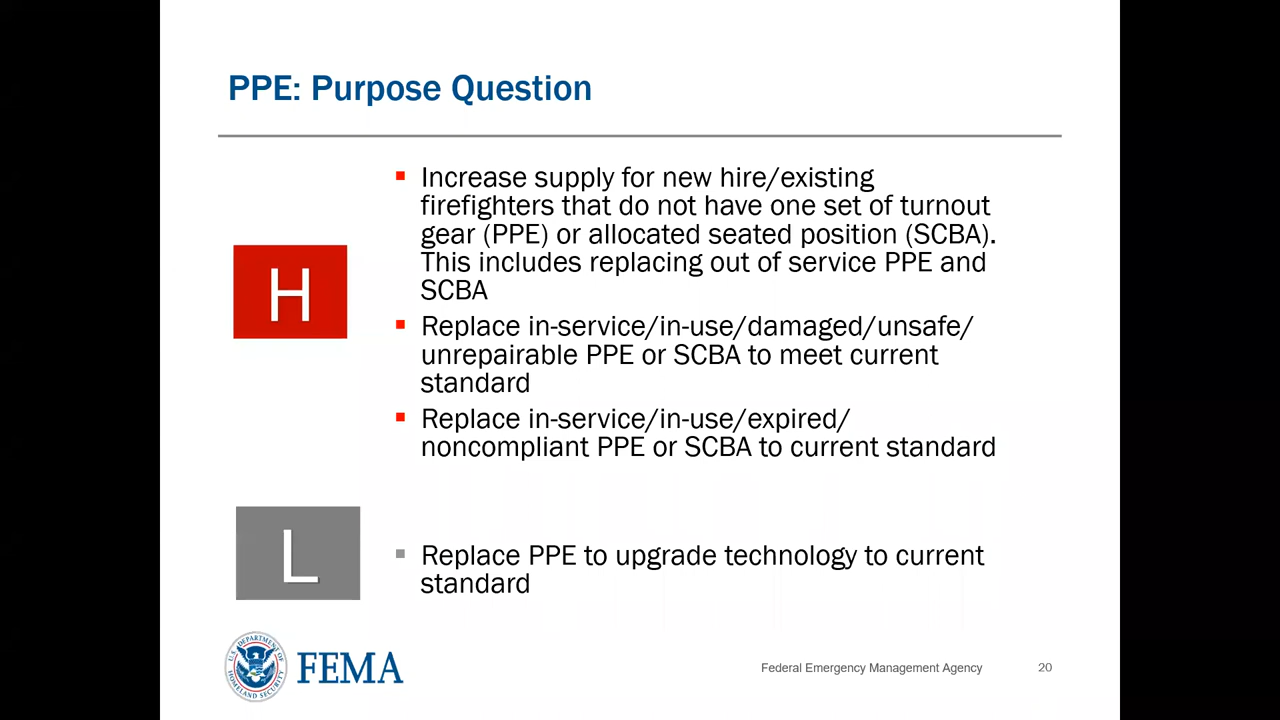 PPE: Purpose Question
H
Increase supply for new hire/existing
firefighters that do not have one set of turnout
gear (PPE) or allocated seated position (SCBA).
This includes replacing out of service PPE and
SCBA
Replace in-service/in-use/damaged/unsafe/
unrepairable PPE or SCBA to meet current
standard
Replace in-service/in-use/expired/
noncompliant PPE or SCBA to current standard
L
Replace PPE to upgrade technology to current
standard
U.S. DEPARTMENT OF
HOMELAND SECURITY
FEMA
Federal Emergency Management Agency
20